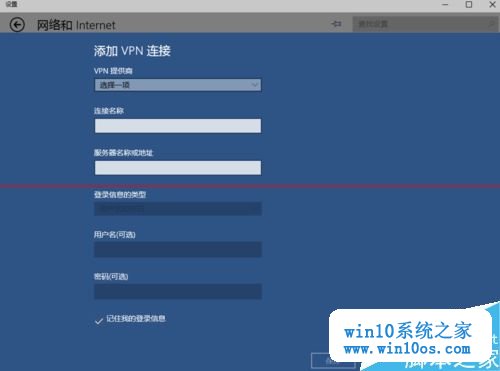 设置
网络和 Internet
查找设置
添加 VPN 连接
VPN 提供商
选择一项
连接名称
服务器名称或地址
登录信息的类型
用户名(可选)
密码(可选)
记住我的登录信息
win10系统之家
www.win10os.com
脚本之家